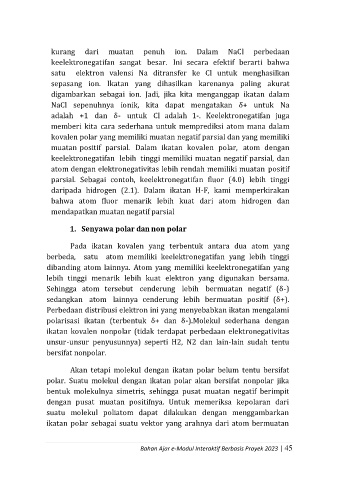 kurang dari muatan penuh ion. Dalam NaCl perbedaan
keelektronegatifan sangat besar. Ini secara efektif berarti bahwa
satu elektron valensi Na ditransfer ke Cl untuk menghasilkan
sepasang ion. Ikatan yang dihasilkan karenanya paling akurat
digambarkan sebagai ion. Jadi, jika kita menganggap ikatan dalam
NaCl sepenuhnya ionik, kita dapat mengatakan δ+ untuk Na
adalah +1 dan δ- untuk Cl adalah 1-. Keelektronegatifan juga
memberi kita cara sederhana untuk memprediksi atom mana dalam
kovalen polar yang memiliki muatan negatif parsial dan yang memiliki
muatan positif parsial. Dalam ikatan kovalen polar, atom dengan
keelektronegatifan lebih tinggi memiliki muatan negatif parsial, dan
atom dengan elektronegativitas lebih rendah memiliki muatan positif
parsial. Sebagai contoh, keelektronegatifan fluor (4.0) lebih tinggi
daripada hidrogen (2.1). Dalam ikatan H-F, kami memperkirakan
bahwa atom fluor menarik lebih kuat dari atom hidrogen dan
mendapatkan muatan negatif parsial
1. Senyawa polar dan non polar
Pada ikatan kovalen yang terbentuk antara dua atom yang
berbeda, satu atom memiliki keelektronegatifan yang lebih tinggi
dibanding atom lainnya. Atom yang memiliki keelektronegatifan yang
lebih tinggi menarik lebih kuat elektron yang digunakan bersama.
Sehingga atom tersebut cenderung lebih bermuatan negatif (δ-)
sedangkan atom lainnya cenderung lebih bermuatan positif (δ+).
Perbedaan distribusi elektron ini yang menyebabkan ikatan mengalami
polarisasi ikatan (terbentuk δ+ dan δ-).Molekul sederhana dengan
ikatan kovalen nonpolar (tidak terdapat perbedaan elektronegativitas
unsur-unsur penyusunnya) seperti H2, N2 dan lain-lain sudah tentu
bersifat nonpolar.
Akan tetapi molekul dengan ikatan polar belum tentu bersifat
polar. Suatu molekul dengan ikatan polar akan bersifat nonpolar jika
bentuk molekulnya simetris, sehingga pusat muatan negatif berimpit
dengan pusat muatan positifnya. Untuk memeriksa kepolaran dari
suatu molekul poliatom dapat dilakukan dengan menggambarkan
ikatan polar sebagai suatu vektor yang arahnya dari atom bermuatan
Bahan Ajar e-Modul Interaktif Berbasis Proyek 2023 | 45